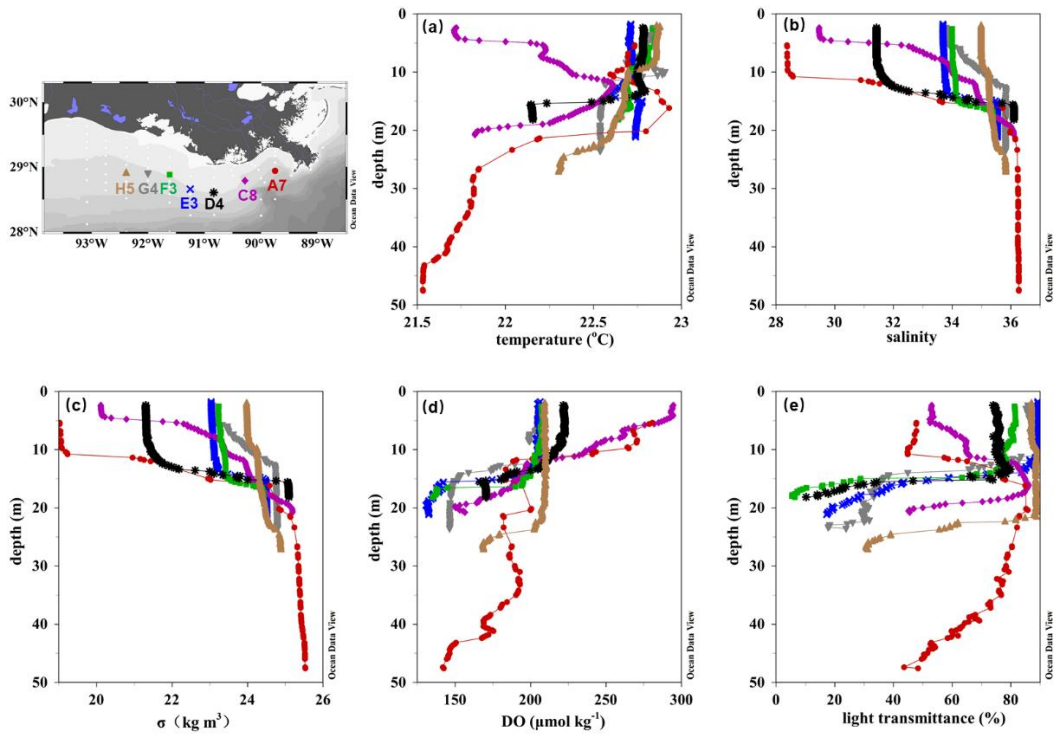 30°N
29°N
28°N
93°W 92°W 91°W 90°W 89°W
H5 G4 F3 E3 D4 C8 A7
Ocean Data View
(a)
0
10
20
30
40
50
depth (m)
21.5 22 22.5 23
temperature (°C)
Ocean Data View
(b)
0
10
20
30
40
50
depth (m)
28 30 32 34 36
salinity
Ocean Data View
(c)
0
10
20
30
40
50
depth (m)
20 22 24 26
σ (kg m³)
Ocean Data View
(d)
0
10
20
30
40
50
depth (m)
150 200 250 300
DO (μmol kg⁻¹)
Ocean Data View
(e)
0
10
20
30
40
50
depth (m)
0 20 40 60 80
light transmittance (%)
Ocean Data View